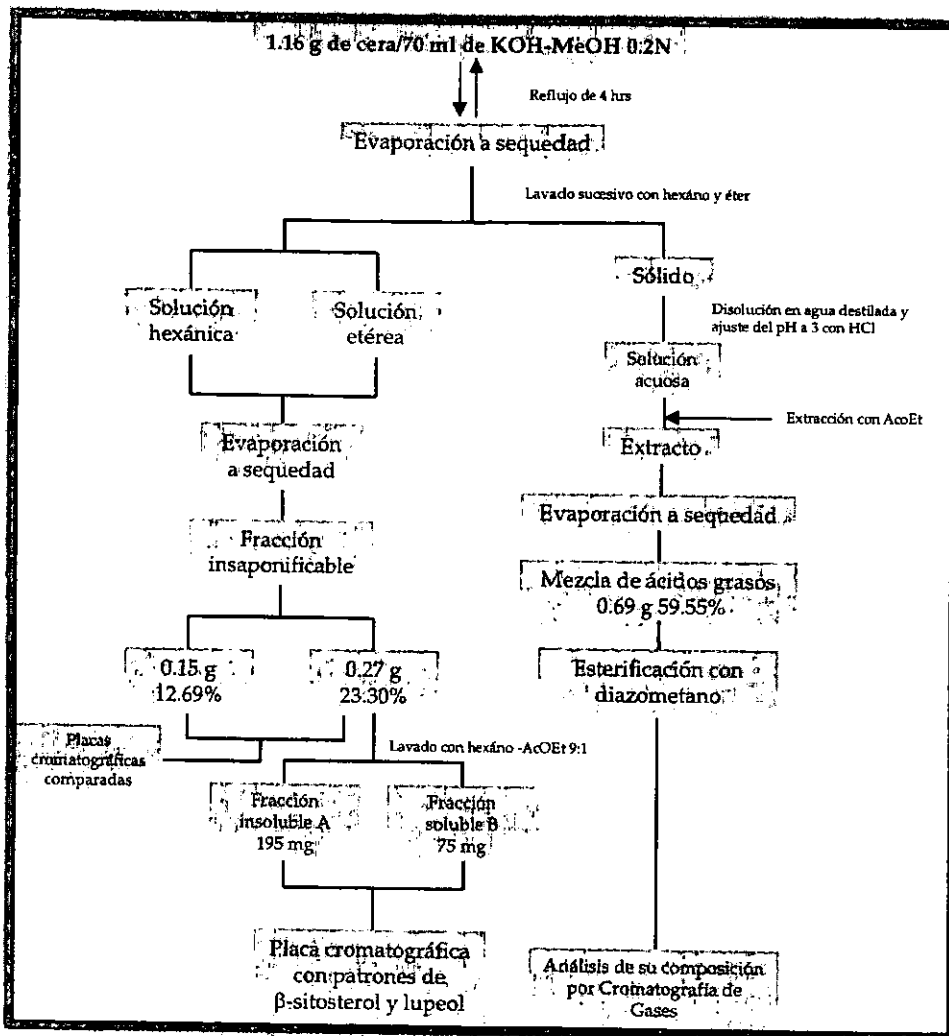 1.16 g de cera/70 ml de KOH-MeOH 0.2N
Reflujo de 4 hrs
Evaporación a sequedad
Lavado sucesivo con hexáno y éter
Solución
hexánica
Solución
etérea
Sólido
Disolución en agua destilada y
ajuste del pH a 3 con HCl
Solución
acuosa
Extracción con AcoEt
Extracto
Evaporación
a sequedad
Evaporación a sequedad
Fracción
insaponificable
Mezcla de ácidos grasos
0.69 g 59.55%
0.15 g
12.69%
0.27 g
23.30%
Esterificación con
diazometano
Placas
cromatográficas
comparadas
Lavado con hexáno -AcOEt 9:1
Fracción
insoluble A
195 mg
Fracción
soluble B
75 mg
Placa cromatográfica
con patrones de
β-sitosterol y lupeol
Análisis de su composición
por Cromatografía de
Gases